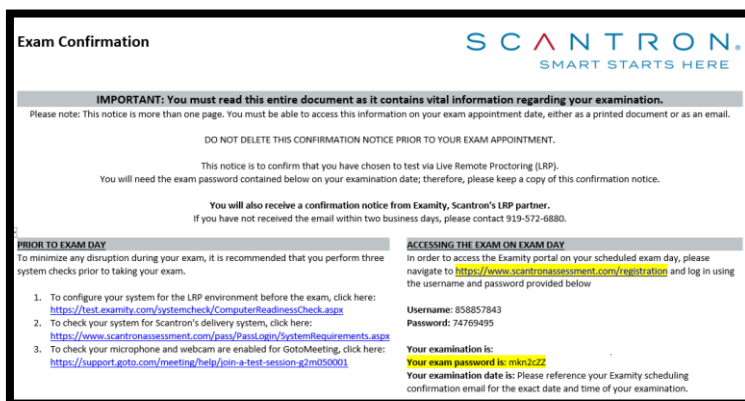 Exam Confirmation
SCANTRON®
SMART STARTS HERE
IMPORTANT: You must read this entire document as it contains vital information regarding your examination.
Please note: This notice is more than one page. You must be able to access this information on your exam appointment date, either as a printed document or as an email.
DO NOT DELETE THIS CONFIRMATION NOTICE PRIOR TO YOUR EXAM APPOINTMENT.
This notice is to confirm that you have chosen to test via Live Remote Proctoring (LRP).
You will need the exam password contained below on your examination date; therefore, please keep a copy of this confirmation notice.
You will also receive a confirmation notice from Examity, Scantron's LRP partner.
If you have not received the email within two business days, please contact 919-572-6880.
PRIOR TO EXAM DAY
To minimize any disruption during your exam, it is recommended that you perform three
system checks prior to taking your exam.
1. To configure your system for the LRP environment before the exam, click here:
https://test.examity.com/systemcheck/ComputerReadinessCheck.aspx
2. To check your system for Scantron's delivery system, click here:
https://www.scantronassessment.com/pass/PassLogin/SystemRequirements.aspx
3. To check your microphone and webcam are enabled for GotoMeeting, click here:
https://support.goto.com/meeting/help/join-a-test-session-g2m050001
ACCESSING THE EXAM ON EXAM DAY
In order to access the Examity portal on your scheduled exam day, please
navigate to https://www.scantronassessment.com/registration and log in using
the username and password provided below
Username: 858857843
Password: 74769495
Your examination is:
Your exam password is: mkn2cZZ
Your examination date is: Please reference your Examity scheduling
confirmation email for the exact date and time of your examination.